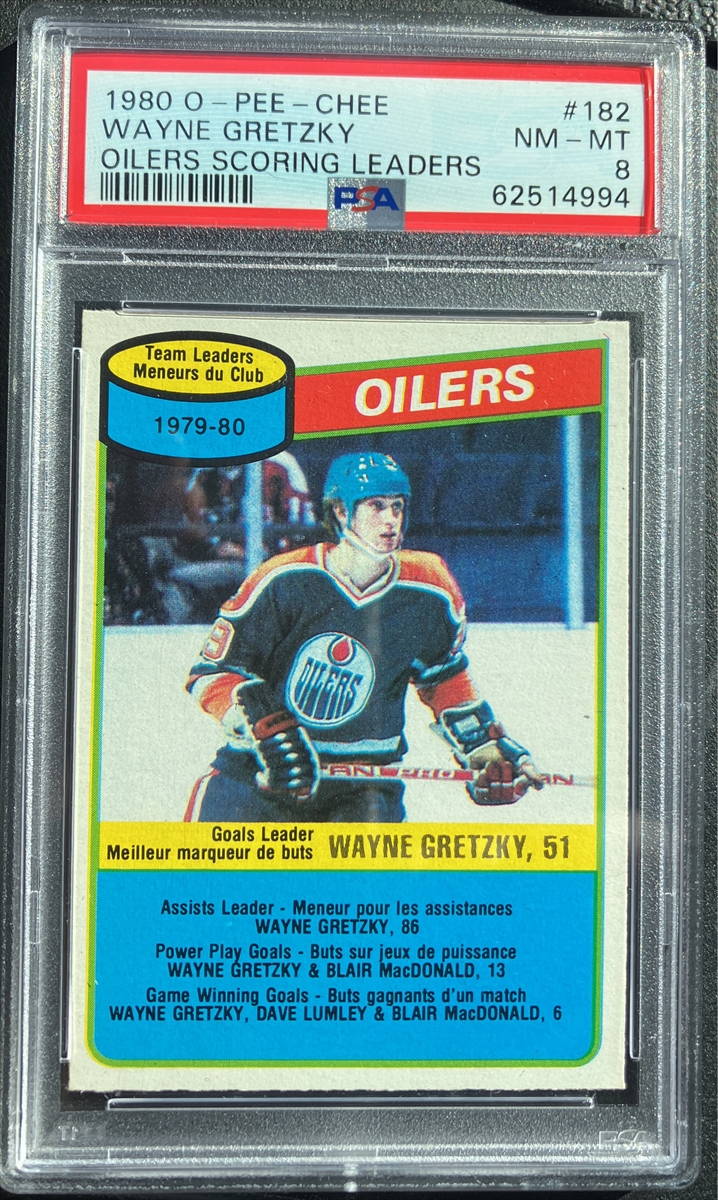 1980 O - PEE - CHEE #182
WAYNE GRETZKY NM - MT
OILERS SCORING LEADERS 8
PSA 62514994
Team Leaders
Meneurs du Club
1979-80
OILERS
9
OILERS
Goals Leader
Meilleur marqueur de buts
WAYNE GRETZKY, 51
Assists Leader - Meneur pour les assistances
WAYNE GRETZKY, 86
Power Play Goals - Buts sur jeux de puissance
WAYNE GRETZKY & BLAIR MacDONALD, 13
Game Winning Goals - Buts gagnants d'un match
WAYNE GRETZKY, DAVE LUMLEY & BLAIR MacDONALD, 6
PSA